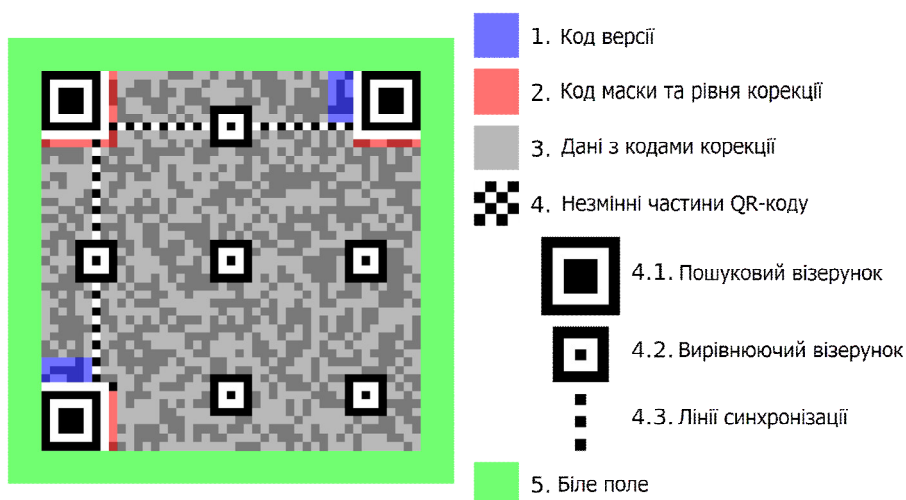 1. Код версії
2. Код маски та рівня корекції
3. Дані з кодами корекції
4. Незмінні частини QR-коду
4.1. Пошуковий візерунок
4.2. Вирівнюючий візерунок
4.3. Лінії синхронізації
5. Біле поле